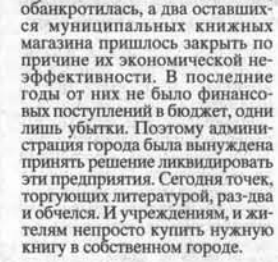 обанкротилась, а два оставших-
ся муниципальных книжных
магазина пришлось закрыть по
причине их экономической не-
эффективности. В последние
годы от них не было финансо-
вых поступлений в бюджет, одни
лишь убытки. Поэтому админи-
страция города была вынуждена
принять решение ликвидировать
эти предприятия. Сегодня точек,
торгующих литературой, раз-два
и обчелся. И учреждениям, и жи-
телям непросто купить нужную
книгу в собственном городе.